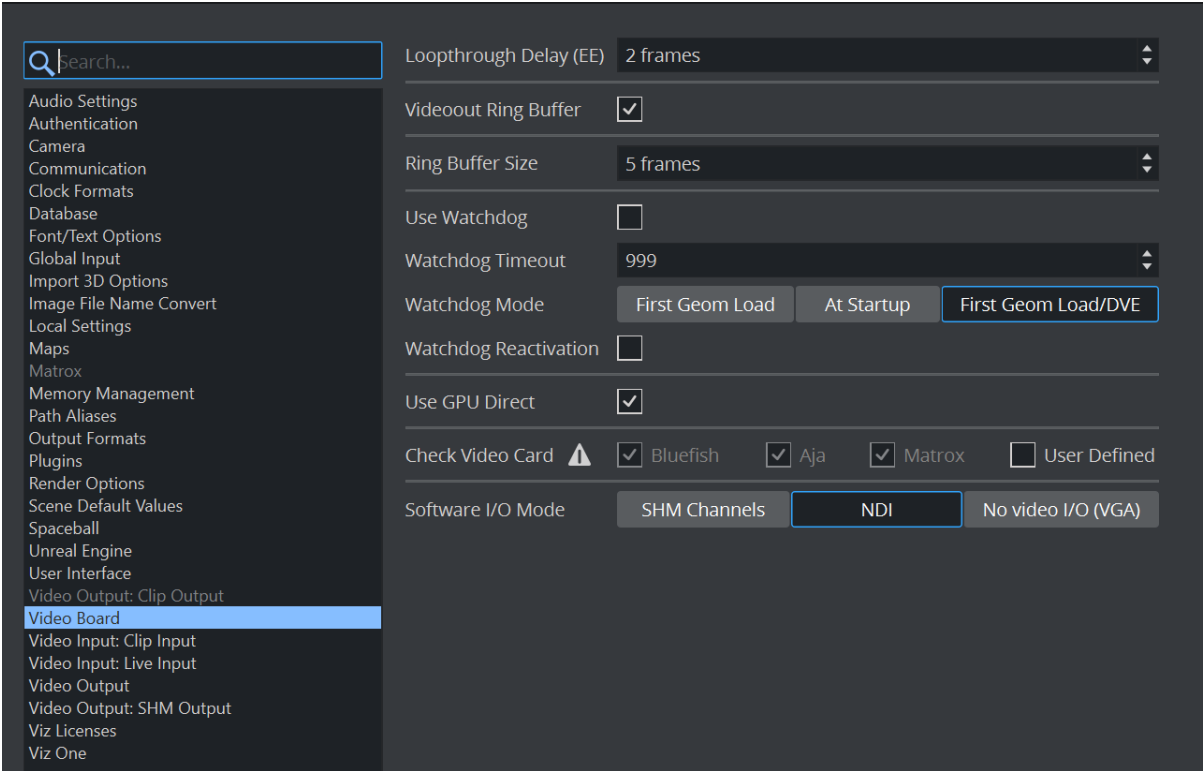 Search...
Audio Settings
Authentication
Camera
Communication
Clock Formats
Database
Font/Text Options
Global Input
Import 3D Options
Image File Name Convert
Local Settings
Maps
Matrox
Memory Management
Path Aliases
Output Formats
Plugins
Render Options
Scene Default Values
Spaceball
Unreal Engine
User Interface
Video Output: Clip Output
Video Board
Video Input: Clip Input
Video Input: Live Input
Video Output
Video Output: SHM Output
Viz Licenses
Viz One
Loopthrough Delay (EE) 2 frames
Videoout Ring Buffer
Ring Buffer Size 5 frames
Use Watchdog
Watchdog Timeout 999
Watchdog Mode First Geom Load At Startup First Geom Load/DVE
Watchdog Reactivation
Use GPU Direct
Check Video Card Bluefish Aja Matrox User Defined
Software I/O Mode SHM Channels NDI No video I/O (VGA)